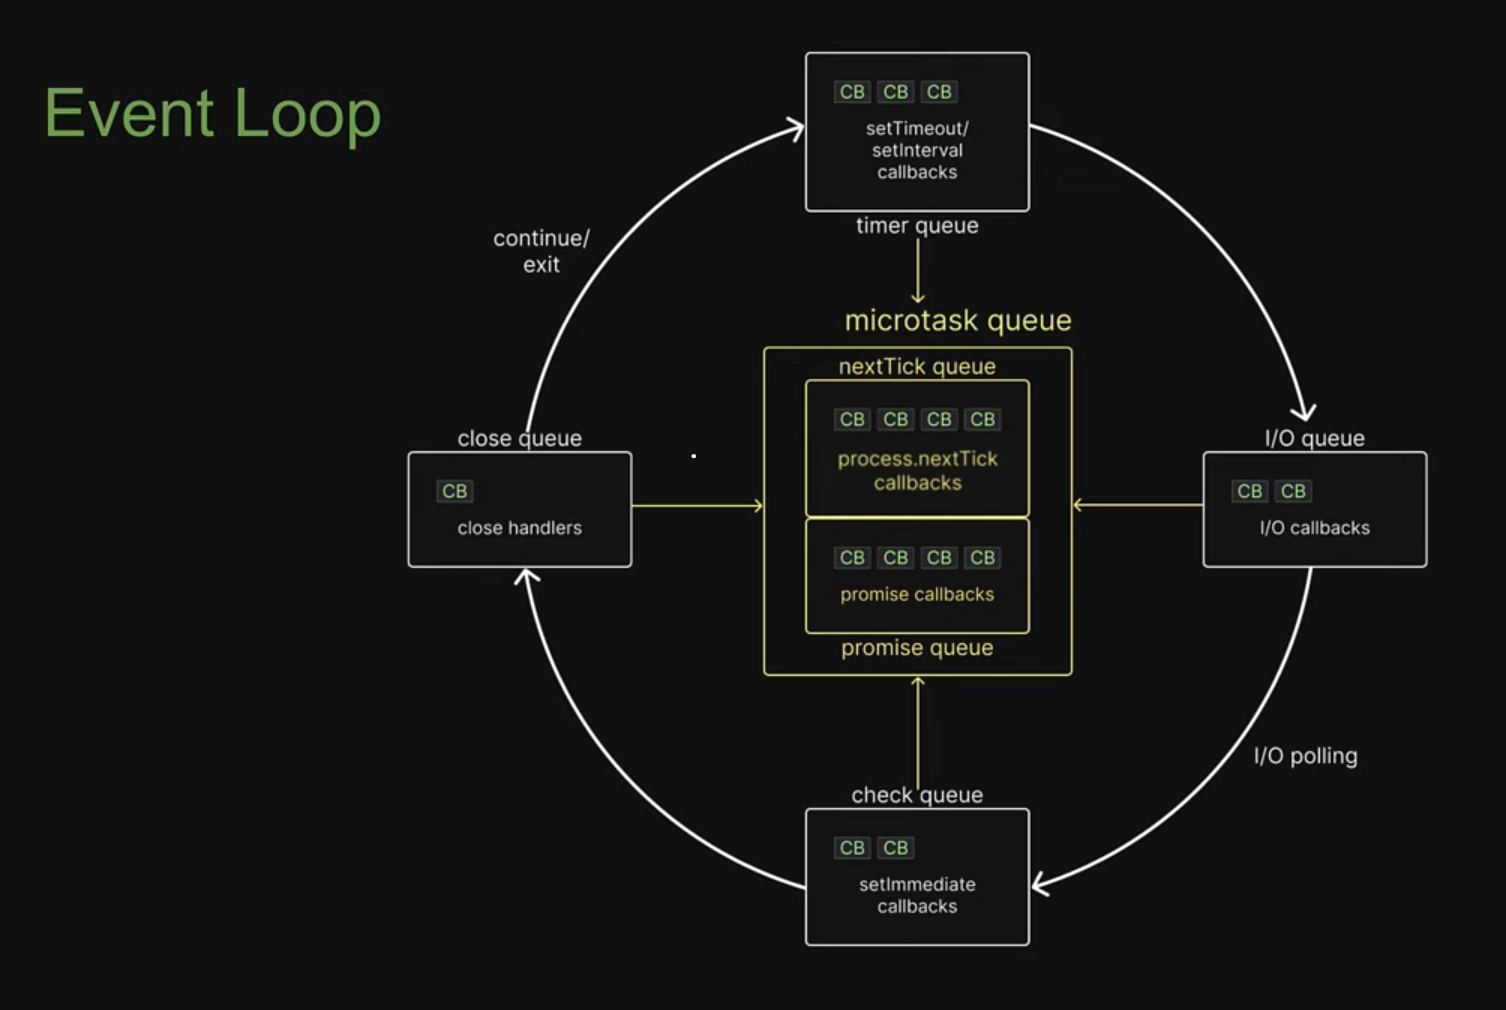 Event Loop
CB CB CB
setTimeout/
setInterval
callbacks
timer queue
continue/
exit
microtask queue
nextTick queue
CB CB CB CB
process.nextTick
callbacks
CB CB CB CB
promise callbacks
promise queue
close queue
CB
close handlers
I/O queue
CB CB
I/O callbacks
I/O polling
check queue
CB CB
setImmediate
callbacks